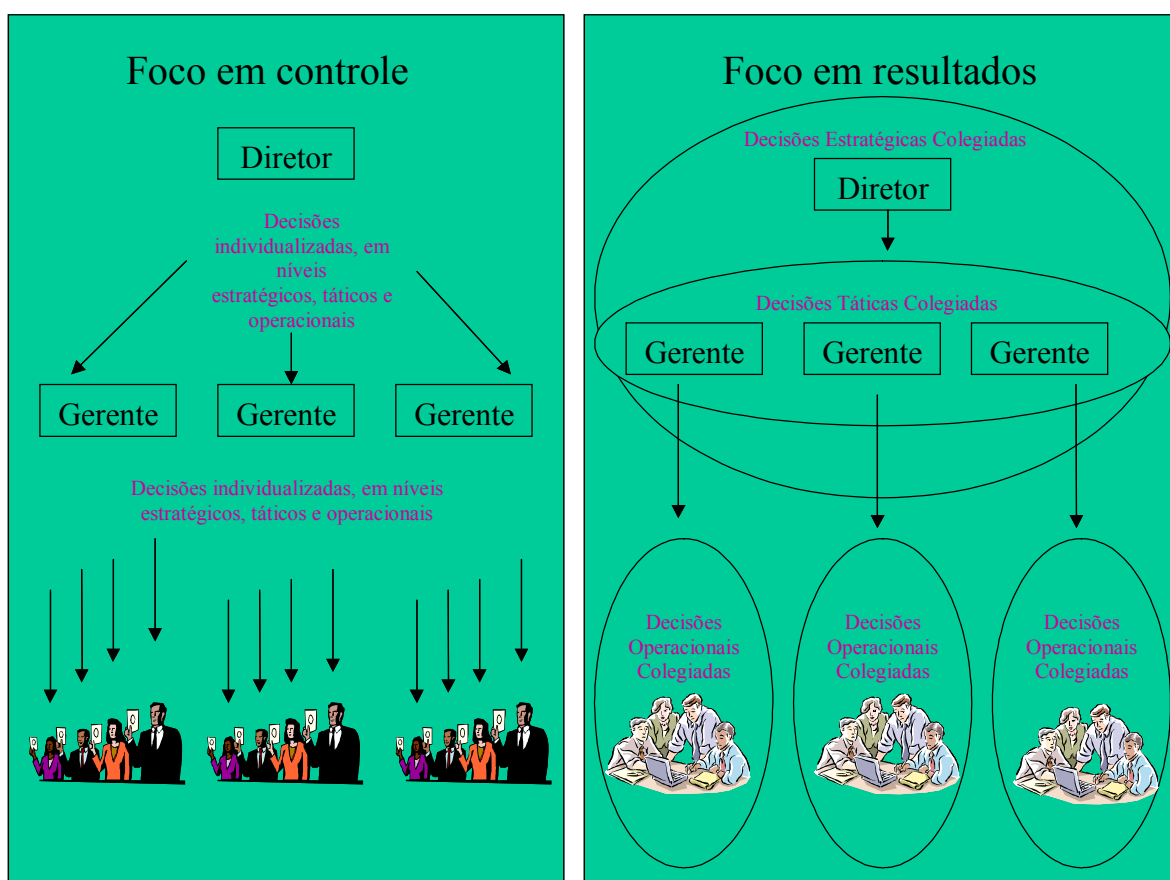 Foco em controle
Diretor
Decisões
individualizadas, em
níveis
estratégicos, táticos e
operacionais
Gerente
Gerente
Gerente
Decisões individualizadas, em níveis
estratégicos, táticos e operacionais
Foco em resultados
Decisões Estratégicas Colegiadas
Diretor
Decisões Táticas Colegiadas
Gerente
Gerente
Gerente
Decisões
Operacionais
Colegiadas
Decisões
Operacionais
Colegiadas
Decisões
Operacionais
Colegiadas